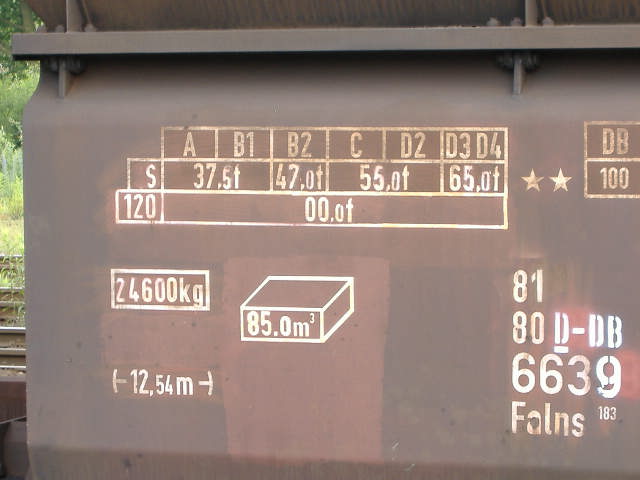 A B1 B2 C D2 D3 D4
S 37,5t 47,0t 55,0t 65,0t
120 00,0t
DB
100
24600kg
85.0m³
12,54m
81
80 D-DB
6639
Falns 183